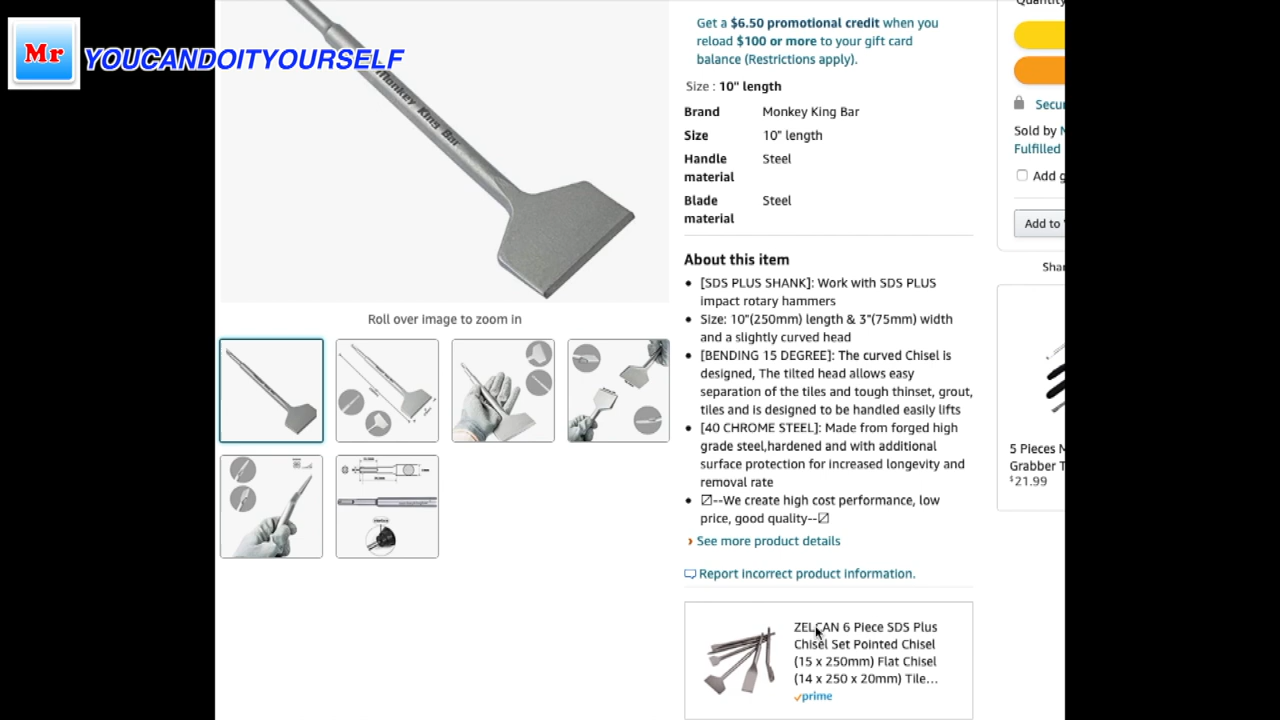 Mr YOUCANDOITYOURSELF
Monkey King Bar
Roll over image to zoom in
Get a $6.50 promotional credit when you
reload $100 or more to your gift card
balance (Restrictions apply).
Size : 10" length
Brand Monkey King Bar
Size 10" length
Handle Steel
material
Blade Steel
material
About this item
• [SDS PLUS SHANK]: Work with SDS PLUS
impact rotary hammers
• Size: 10"(250mm) length & 3"(75mm) width
and a slightly curved head
• [BENDING 15 DEGREE]: The curved Chisel is
designed, The tilted head allows easy
separation of the tiles and tough thinset, grout,
tiles and is designed to be handled easily lifts
• [40 CHROME STEEL]: Made from forged high
grade steel,hardened and with additional
surface protection for increased longevity and
removal rate
• 〼--We create high cost performance, low
price, good quality--〼
› See more product details
Report incorrect product information.
ZELCAN 6 Piece SDS Plus
Chisel Set Pointed Chisel
(15 x 250mm) Flat Chisel
(14 x 250 x 20mm) Tile…
prime
Secu
Sold by
Fulfilled
Add g
Add to
Shar
5 Pieces
Grabber T
$21.99